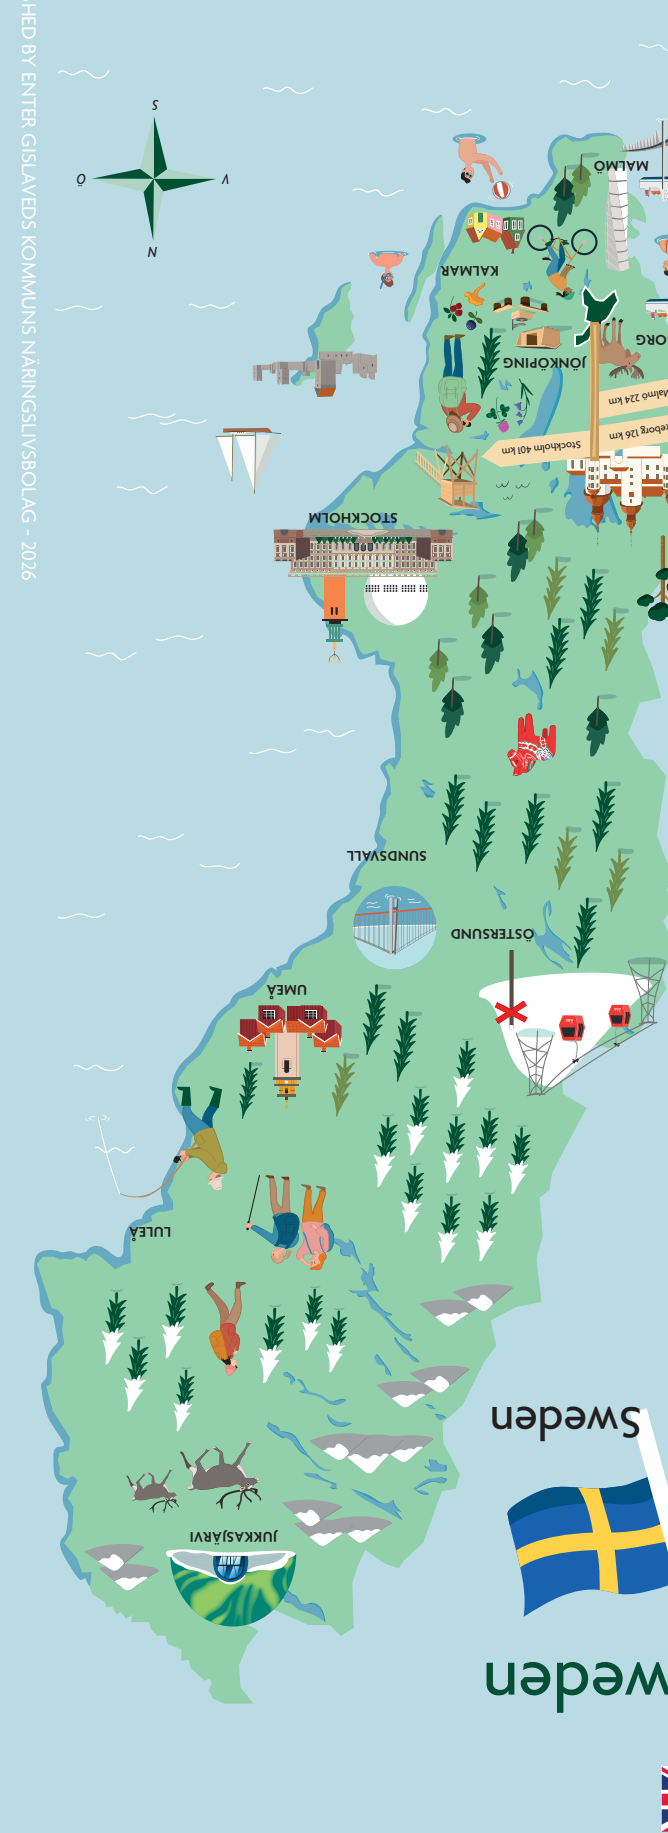 weden
Sweden
JUKKASJÄRVI
LULEÅ
UMEÅ
ÖSTERSUND
SUNDSVALL
STOCKHOLM
Stockholm 401 km
teborg 126 km
Malmö 224 km
JÖNKÖPING
ORG
KALMAR
MALMÖ
N
V
Ö
S
HED BY ENTER GISLAVEDS KOMMUNS NÄRINGSLIVSBOLAG - 2026